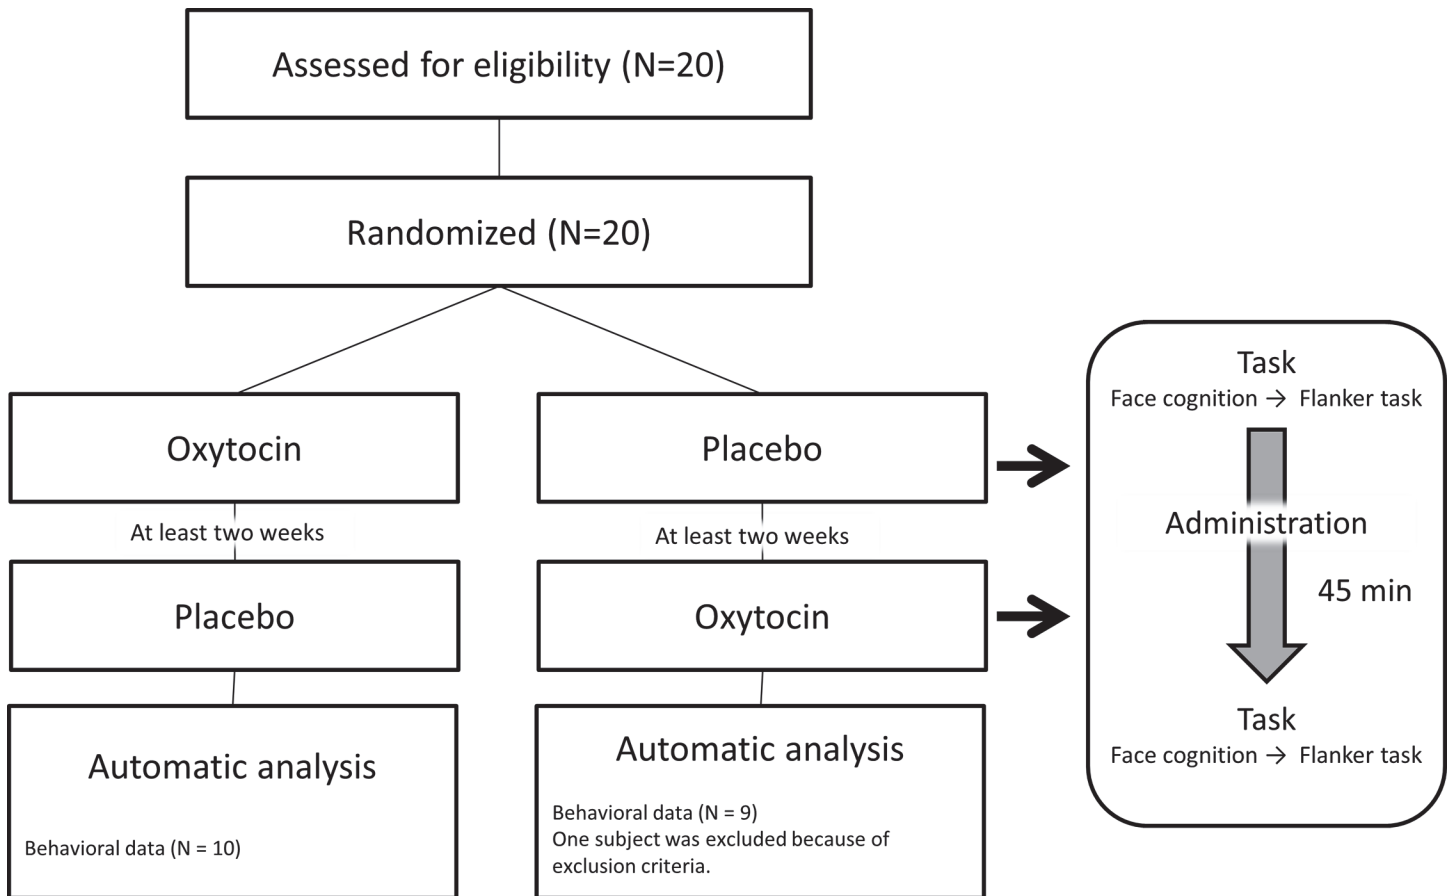 Assessed for eligibility (N=20)
Randomized (N=20)
Oxytocin
At least two weeks
Placebo
Automatic analysis
Behavioral data (N = 10)
Placebo
At least two weeks
Oxytocin
Automatic analysis
Behavioral data (N = 9)
One subject was excluded because of
exclusion criteria.
Task
Face cognition → Flanker task
Administration
45 min
Task
Face cognition → Flanker task